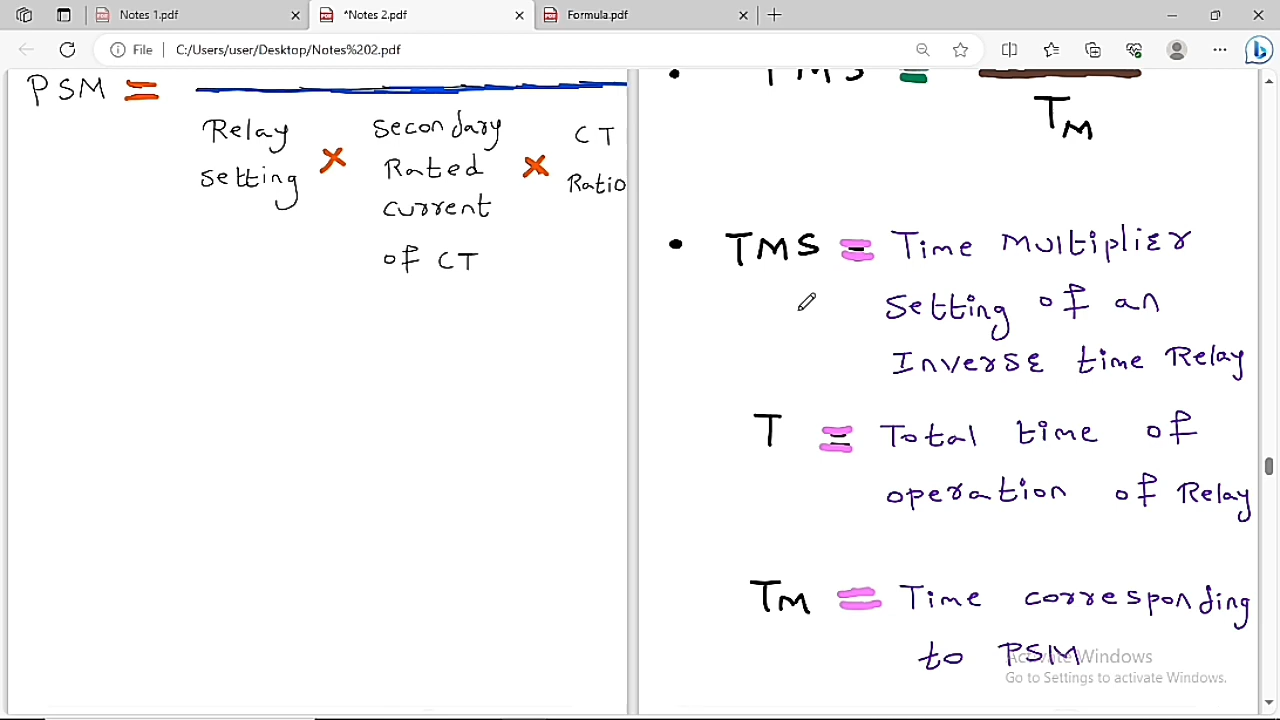 Notes 1.pdf
*Notes 2.pdf
Formula.pdf
File C:/Users/user/Desktop/Notes%202.pdf
PSM =
Relay Setting × Secondary Rated current of CT × CT Ratio
• TMS =
TM
• TMS = Time Multiplier
Setting of an
Inverse time Relay
T = Total time of
operation of Relay
TM = Time corresponding
to PSM
Activate Windows
Go to Settings to activate Windows.